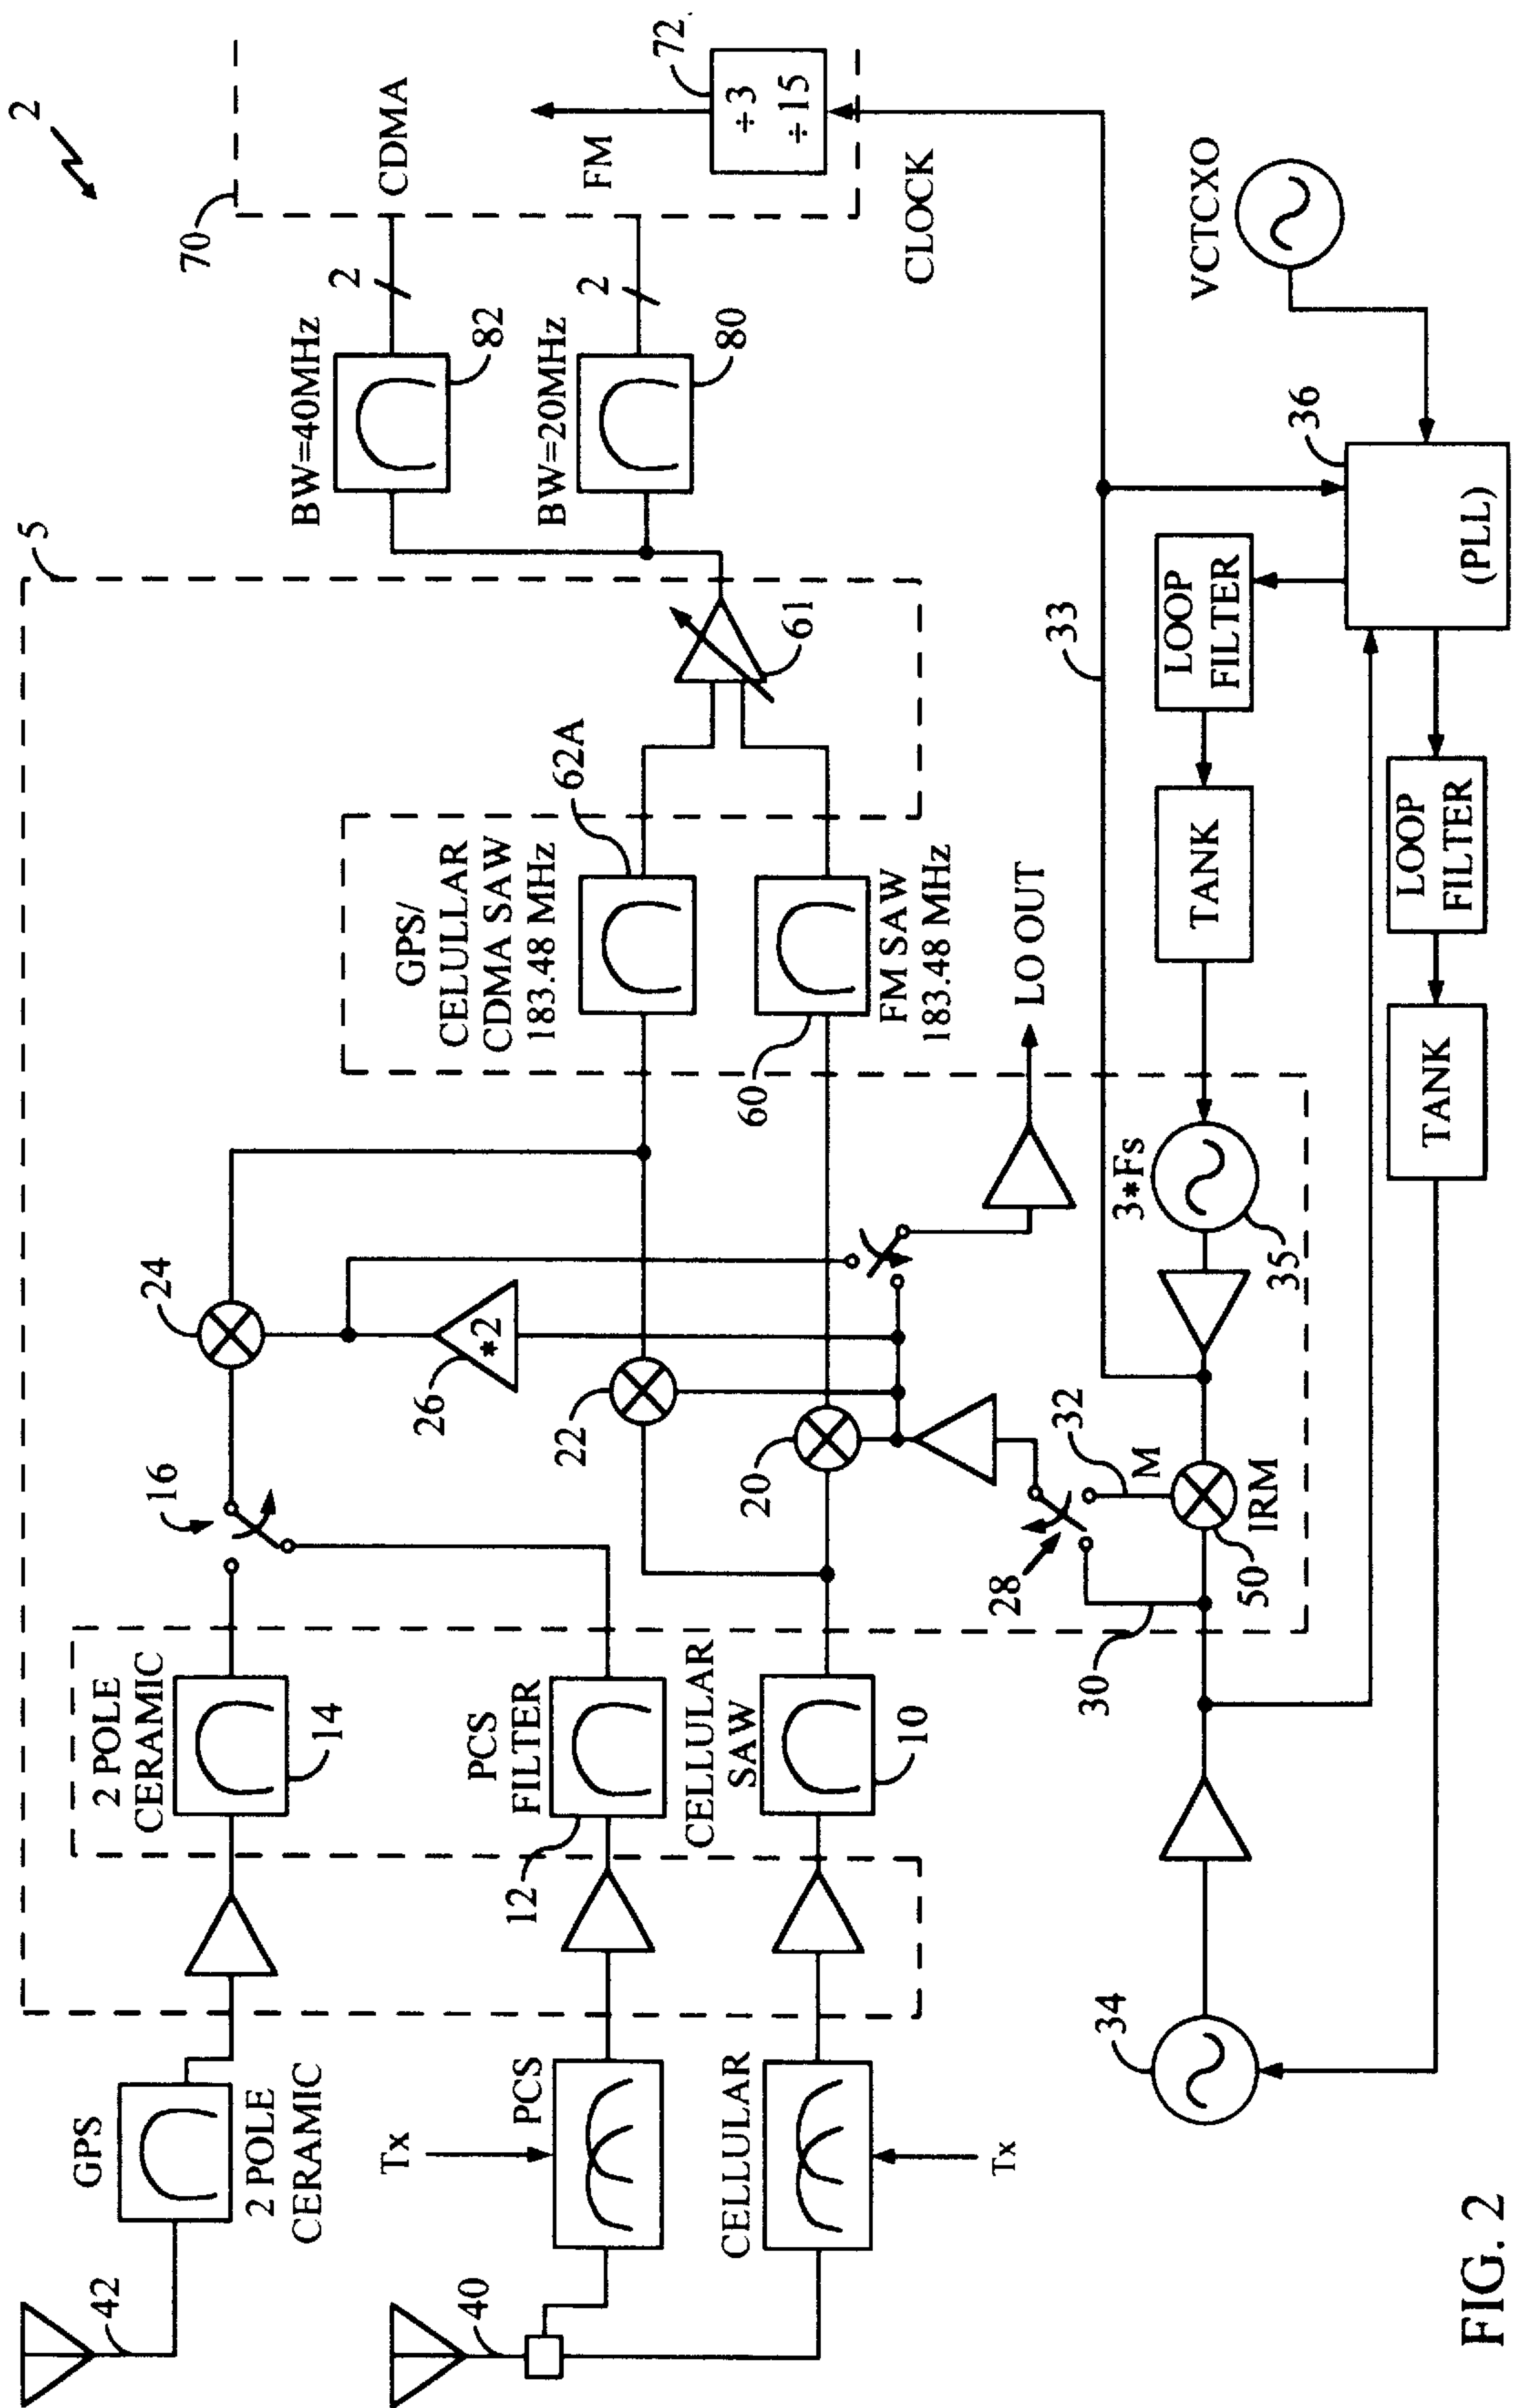 2
5
70
CDMA
FM
÷3
÷15
72
CLOCK
BW=40MHz
2
82
BW=20MHz
2
80
61
GPS/
CELULLAR
CDMA SAW
183.48 MHz
62A
FM SAW
183.48 MHz
60
24
*2
26
22
20
16
2 POLE
CERAMIC
14
PCS
FILTER
12
CELLULAR
SAW
10
GPS
2 POLE
CERAMIC
42
Tx
PCS
40
CELLULAR
Tx
LO OUT
28
32
M
30
50
IRM
3*Fs
35
33
TANK
LOOP
FILTER
VCTCXO
36
(PLL)
LOOP
FILTER
TANK
34
FIG. 2